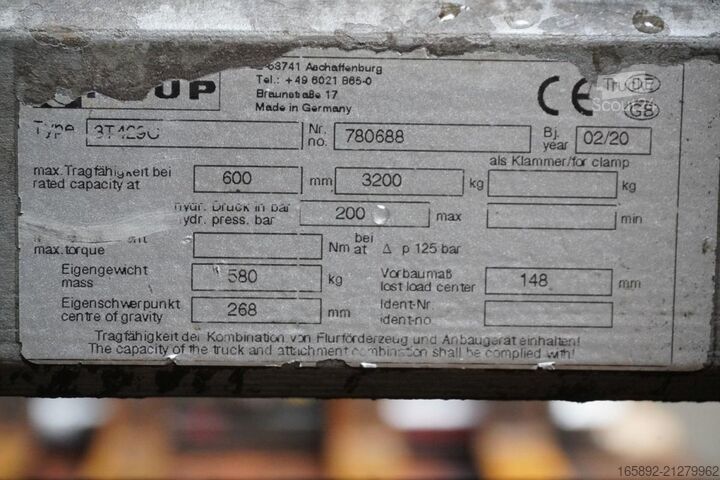 UP
63741 Aschaffenburg
Tel.: +49 6021 865-0
Braunstraße 17
Made in Germany
CE
Tru DE
Scout GB
Type
Nr. no. 780688
Bj. year 02/20
als Klammer/for clamp
max.Tragfähigkeit bei rated capacity at 600 mm 3200 kg kg
hydr. Druck in bar hydr. press. bar 200 max min
max.torque Nm bei at Δ p 125 bar
Eigengewicht mass 580 kg
Vorbaumaß lost load center 148 mm
Eigenschwerpunkt centre of gravity 268 mm
Ident-Nr. ident-no
Tragfähigkeit der Kombination von Flurförderzeug und Anbaugerät einhalten!
The capacity of the truck and attachment combination shall be complied with!
165892-21279962